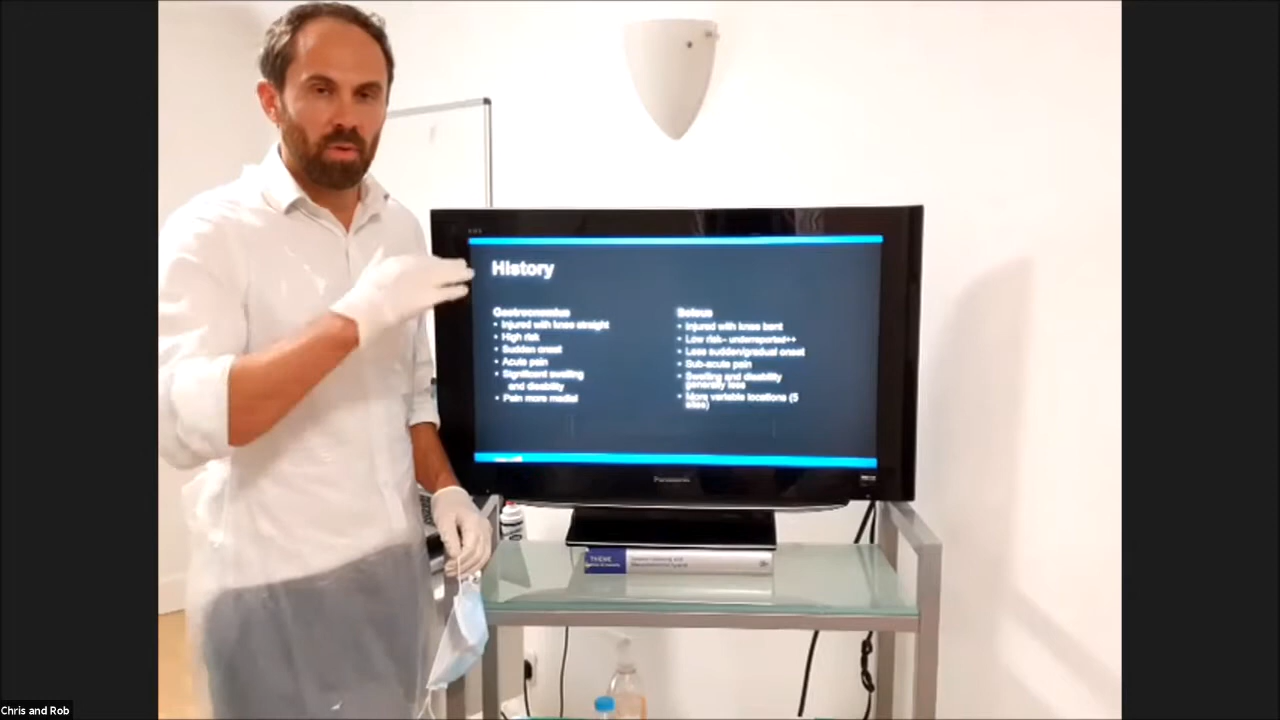 History
Gastrocnemius
• Injured with knee straight
• High risk
• Sudden onset
• Acute pain
• Significant swelling
and disability
• Pain more medial
Soleus
• Injured with knee bent
• Low risk- underreported++
• Less sudden/gradual onset
• Sub-acute pain
• Swelling and disability
generally less
• More variable locations (5
sites)
Panasonic
THIEME
Chris and Rob